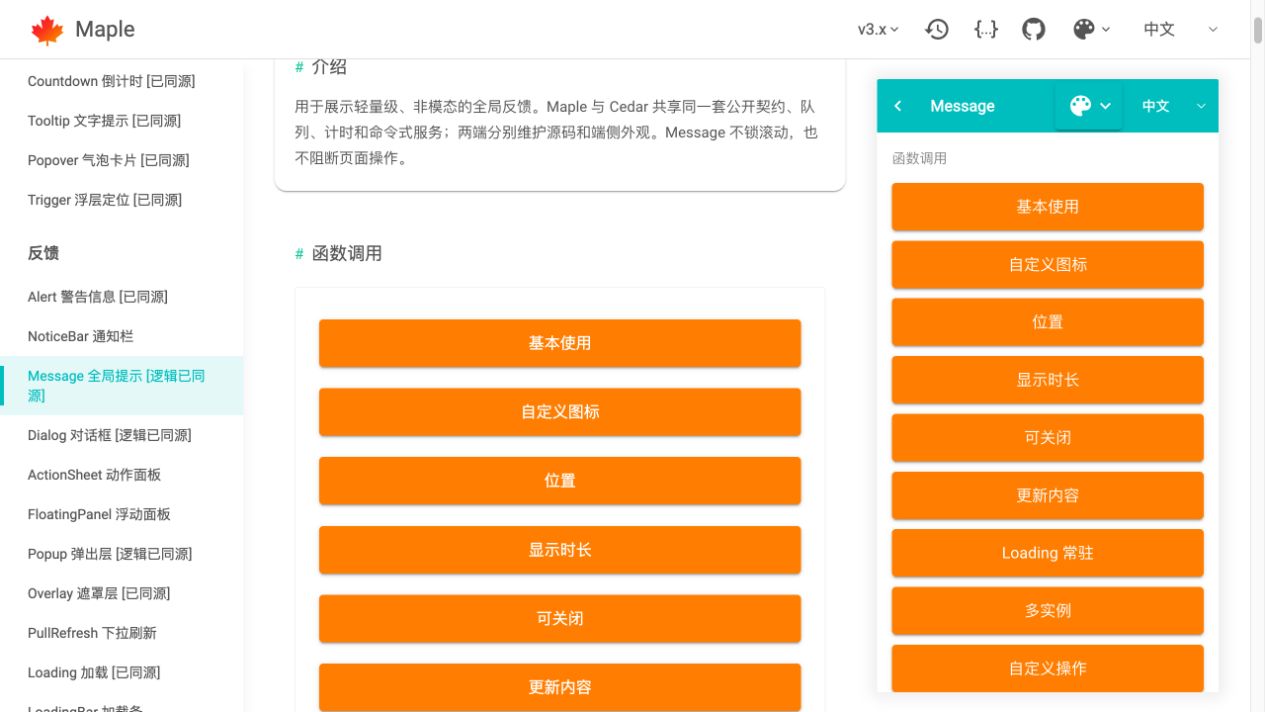 Maple
v3.x
{...}
中文
Countdown 倒计时 [已同源]
Tooltip 文字提示 [已同源]
Popover 气泡卡片 [已同源]
Trigger 浮层定位 [已同源]
反馈
Alert 警告信息 [已同源]
NoticeBar 通知栏
Message 全局提示 [逻辑已同
源]
Dialog 对话框 [逻辑已同源]
ActionSheet 动作面板
FloatingPanel 浮动面板
Popup 弹出层 [逻辑已同源]
Overlay 遮罩层 [已同源]
PullRefresh 下拉刷新
Loading 加载 [已同源]
LoadingBar 加载条
# 介绍
用于展示轻量级、非模态的全局反馈。Maple 与 Cedar 共享同一套公开契约、队
列、计时和命令式服务；两端分别维护源码和端侧外观。Message 不锁滚动，也
不阻断页面操作。
# 函数调用
基本使用
自定义图标
位置
显示时长
可关闭
更新内容
Message
中文
函数调用
基本使用
自定义图标
位置
显示时长
可关闭
更新内容
Loading 常驻
多实例
自定义操作